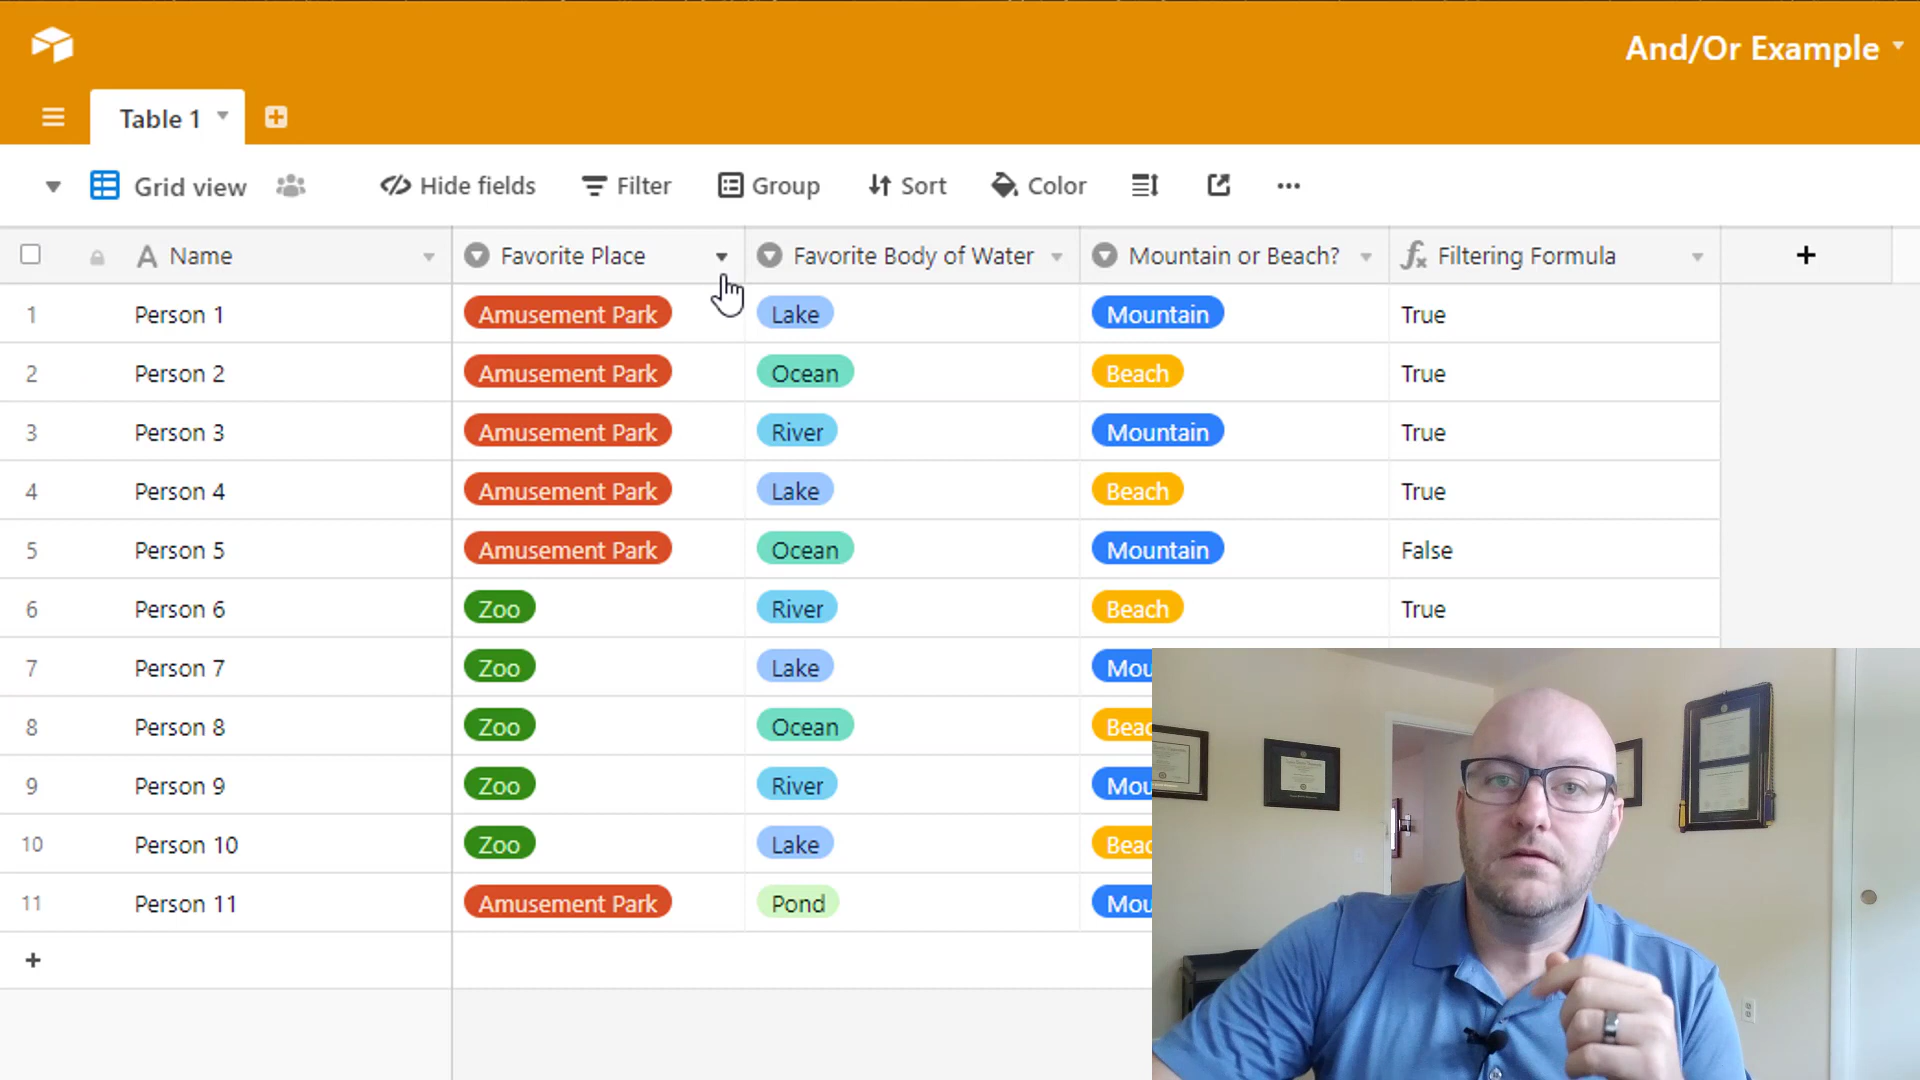 And/Or Example
Table 1
Grid view Hide fields Filter Group Sort Color
Name Favorite Place Favorite Body of Water Mountain or Beach? Filtering Formula
1 Person 1 Amusement Park Lake Mountain True
2 Person 2 Amusement Park Ocean Beach True
3 Person 3 Amusement Park River Mountain True
4 Person 4 Amusement Park Lake Beach True
5 Person 5 Amusement Park Ocean Mountain False
6 Person 6 Zoo River Beach True
7 Person 7 Zoo Lake Mou
8 Person 8 Zoo Ocean Beac
9 Person 9 Zoo River Mou
10 Person 10 Zoo Lake Beac
11 Person 11 Amusement Park Pond Mou